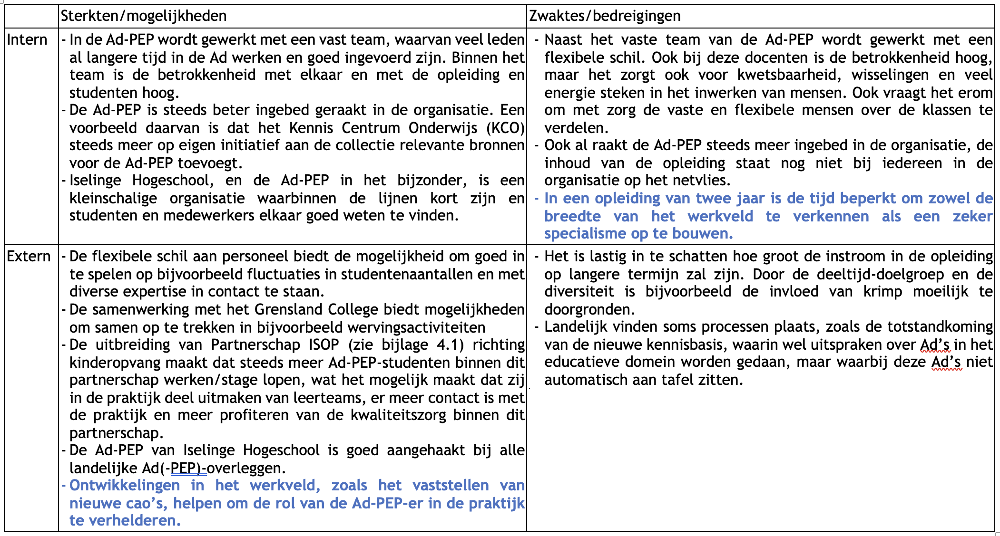 Sterkten/mogelijkheden
Zwaktes/bedreigingen
Intern
- In de Ad-PEP wordt gewerkt met een vast team, waarvan veel leden
al langere tijd in de Ad werken en goed ingevoerd zijn. Binnen het
team is de betrokkenheid met elkaar en met de opleiding en
studenten hoog.
- De Ad-PEP is steeds beter ingebed geraakt in de organisatie. Een
voorbeeld daarvan is dat het Kennis Centrum Onderwijs (KCO)
steeds meer op eigen initiatief aan de collectie relevante bronnen
voor de Ad-PEP toevoegt.
- Iselinge Hogeschool, en de Ad-PEP in het bijzonder, is een
kleinschalige organisatie waarbinnen de lijnen kort zijn en
studenten en medewerkers elkaar goed weten te vinden.
- Naast het vaste team van de Ad-PEP wordt gewerkt met een
flexibele schil. Ook bij deze docenten is de betrokkenheid hoog,
maar het zorgt ook voor kwetsbaarheid, wisselingen en veel
energie steken in het inwerken van mensen. Ook vraagt het erom
om met zorg de vaste en flexibele mensen over de klassen te
verdelen.
- Ook al raakt de Ad-PEP steeds meer ingebed in de organisatie, de
inhoud van de opleiding staat nog niet bij iedereen in de
organisatie op het netvlies.
- In een opleiding van twee jaar is de tijd beperkt om zowel de
breedte van het werkveld te verkennen als een zeker
specialisme op te bouwen.
Extern
- De flexibele schil aan personeel biedt de mogelijkheid om goed in
te spelen op bijvoorbeeld fluctuaties in studentenaantallen en met
diverse expertise in contact te staan.
- De samenwerking met het Grensland College biedt mogelijkheden
om samen op te trekken in bijvoorbeeld wervingsactiviteiten
- De uitbreiding van Partnerschap ISOP (zie bijlage 4.1) richting
kinderopvang maakt dat steeds meer Ad-PEP-studenten binnen dit
partnerschap werken/stage lopen, wat het mogelijk maakt dat zij
in de praktijk deel uitmaken van leerteams, er meer contact is met
de praktijk en meer profiteren van de kwaliteitszorg binnen dit
partnerschap.
- De Ad-PEP van Iselinge Hogeschool is goed aangehaakt bij alle
landelijke Ad(-PEP)-overleggen.
- Ontwikkelingen in het werkveld, zoals het vaststellen van
nieuwe cao’s, helpen om de rol van de Ad-PEP-er in de praktijk
te verhelderen.
- Het is lastig in te schatten hoe groot de instroom in de opleiding
op langere termijn zal zijn. Door de deeltijd-doelgroep en de
diversiteit is bijvoorbeeld de invloed van krimp moeilijk te
doorgronden.
- Landelijk vinden soms processen plaats, zoals de totstandkoming
van de nieuwe kennisbasis, waarin wel uitspraken over Ad’s in het
educatieve domein worden gedaan, maar waarbij deze Ad’s niet
automatisch aan tafel zitten.